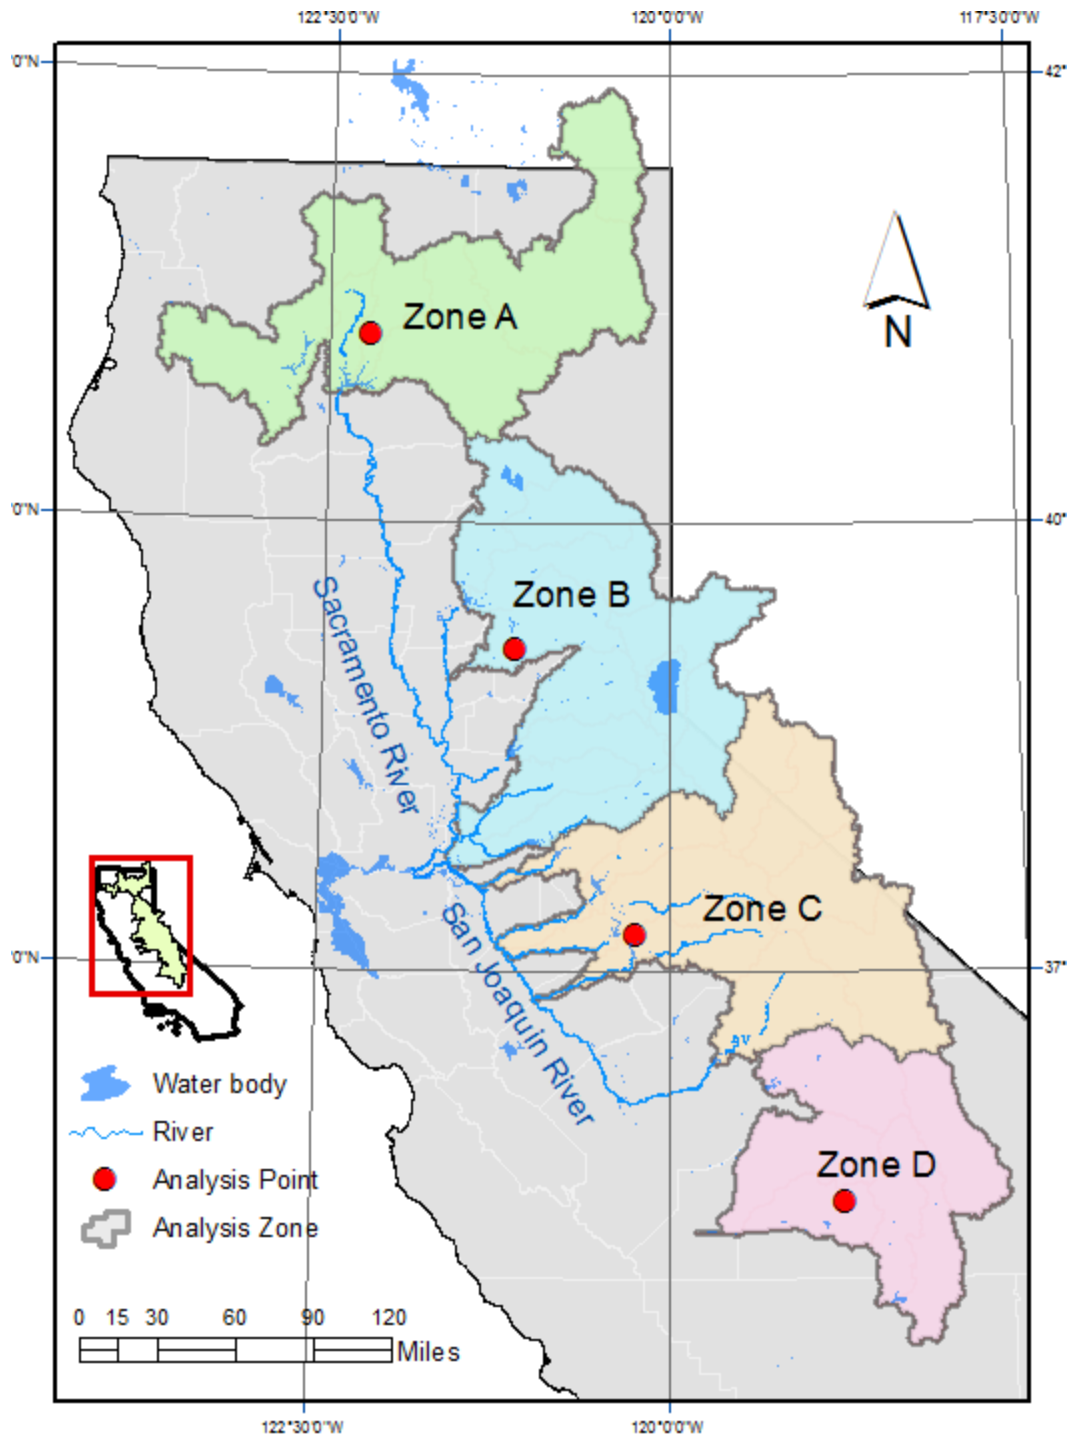 122°30'0"W 120°0'0"W 117°30'0"W
'0"N 42°
Zone A
N
'0"N 40°
Zone B
Sacramento River
Zone C
San Joaquin River
'0"N 37°
Water body
River
Analysis Point
Analysis Zone
Zone D
0 15 30 60 90 120
Miles
122°30'0"W 120°0'0"W